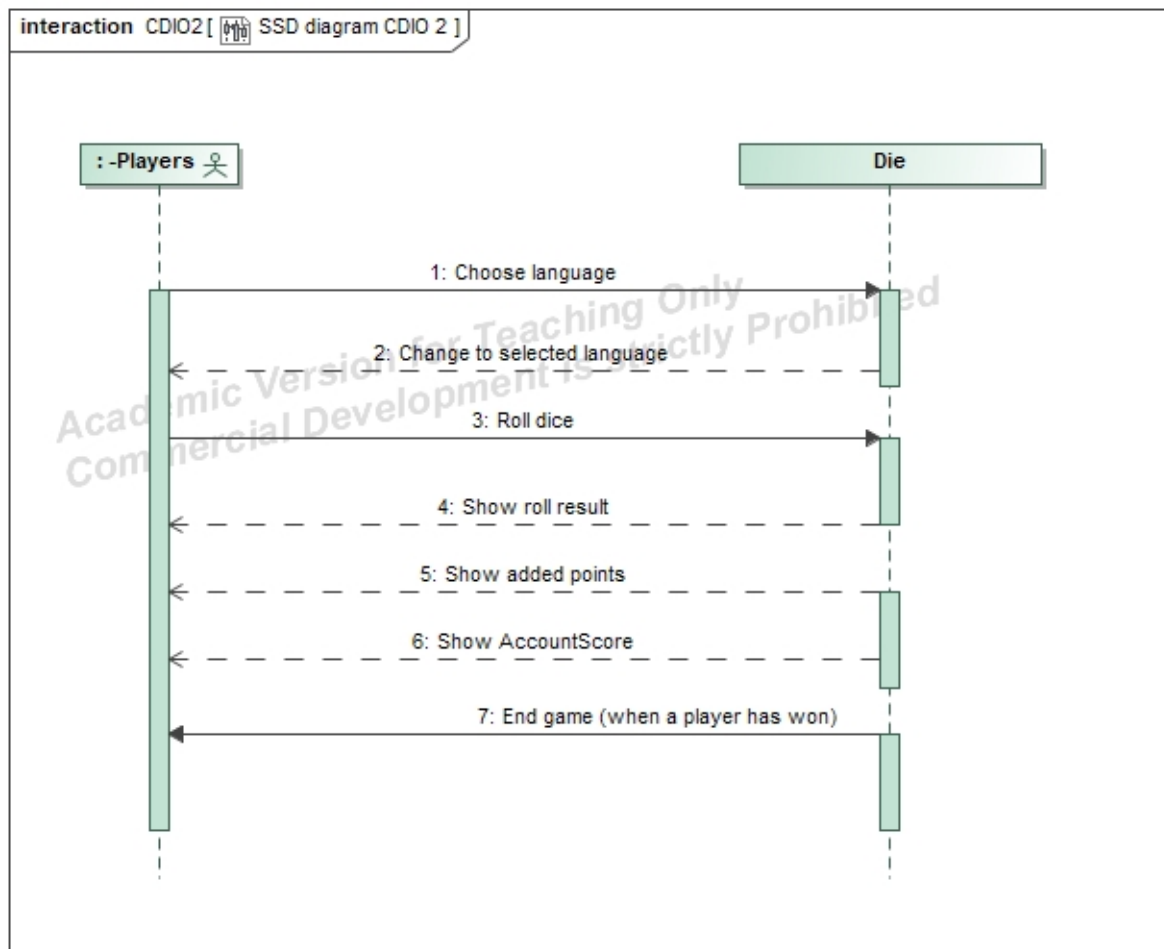 interaction CDIO2 [ SSD diagram CDIO 2 ]
: -Players
Die
1: Choose language
2: Change to selected language
3: Roll dice
4: Show roll result
5: Show added points
6: Show AccountScore
7: End game (when a player has won)
Academic Version for Teaching Only
Commercial Development is strictly Prohibited